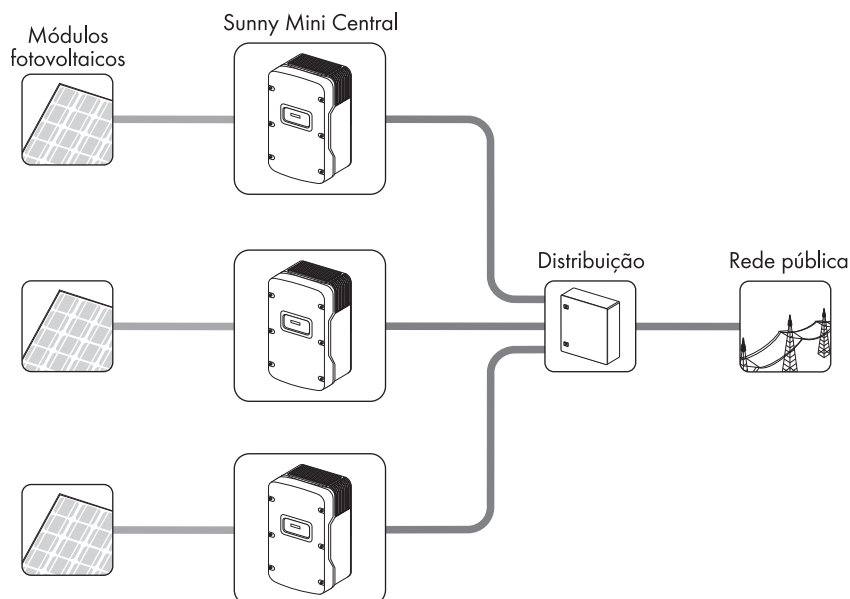 Módulos
fotovoltaicos
Sunny Mini Central
Distribuição
Rede pública